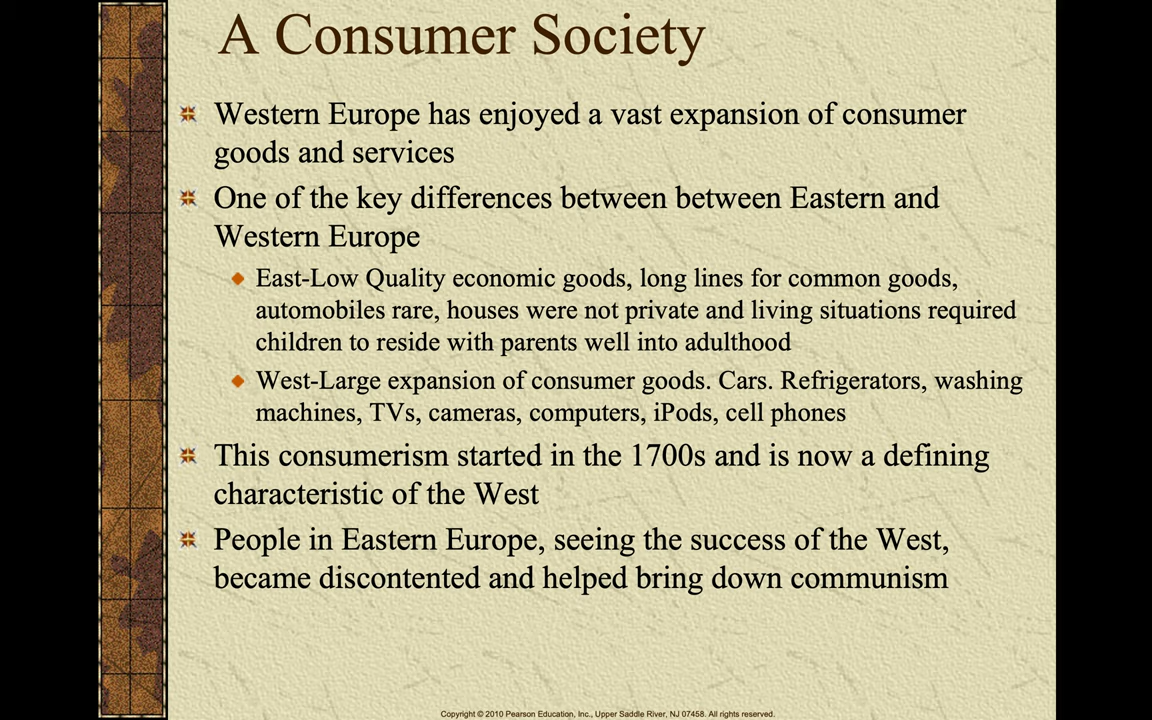 A Consumer Society
Western Europe has enjoyed a vast expansion of consumer
goods and services
One of the key differences between between Eastern and
Western Europe
East-Low Quality economic goods, long lines for common goods,
automobiles rare, houses were not private and living situations required
children to reside with parents well into adulthood
West-Large expansion of consumer goods. Cars. Refrigerators, washing
machines, TVs, cameras, computers, iPods, cell phones
This consumerism started in the 1700s and is now a defining
characteristic of the West
People in Eastern Europe, seeing the success of the West,
became discontented and helped bring down communism
Copyright © 2010 Pearson Education, Inc., Upper Saddle River, NJ 07458. All rights reserved.